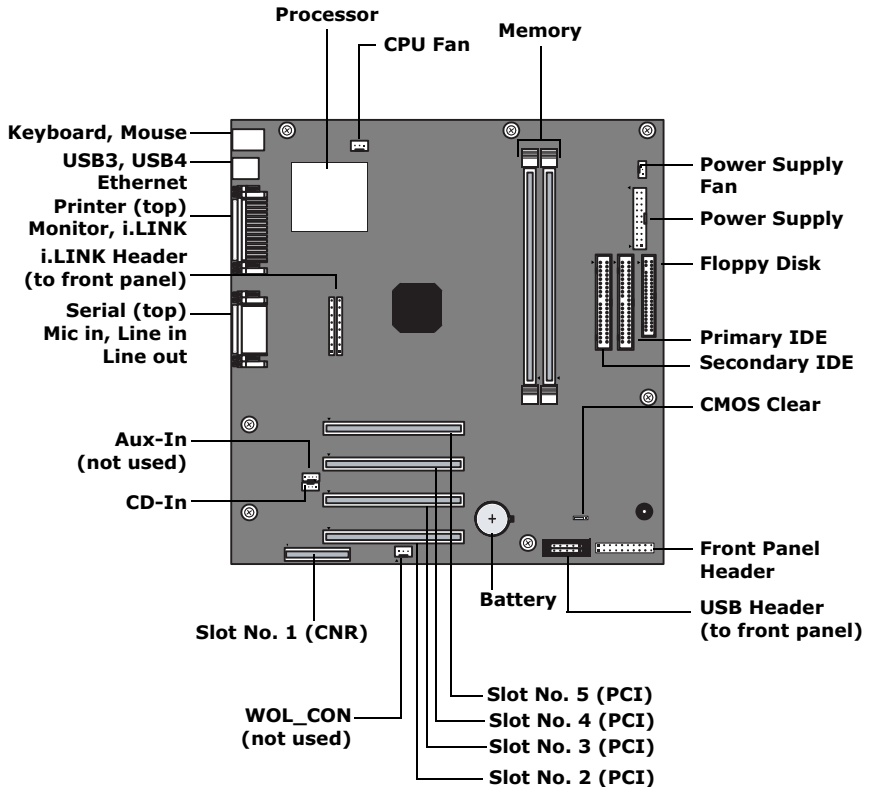 Processor
CPU Fan
Memory
Keyboard, Mouse
USB3, USB4
Ethernet
Printer (top)
Monitor, i.LINK
i.LINK Header
(to front panel)
Serial (top)
Mic in, Line in
Line out
Aux-In
(not used)
CD-In
Slot No. 1 (CNR)
WOL_CON
(not used)
Battery
Power Supply
Fan
Power Supply
Floppy Disk
Primary IDE
Secondary IDE
CMOS Clear
Front Panel
Header
USB Header
(to front panel)
Slot No. 5 (PCI)
Slot No. 4 (PCI)
Slot No. 3 (PCI)
Slot No. 2 (PCI)